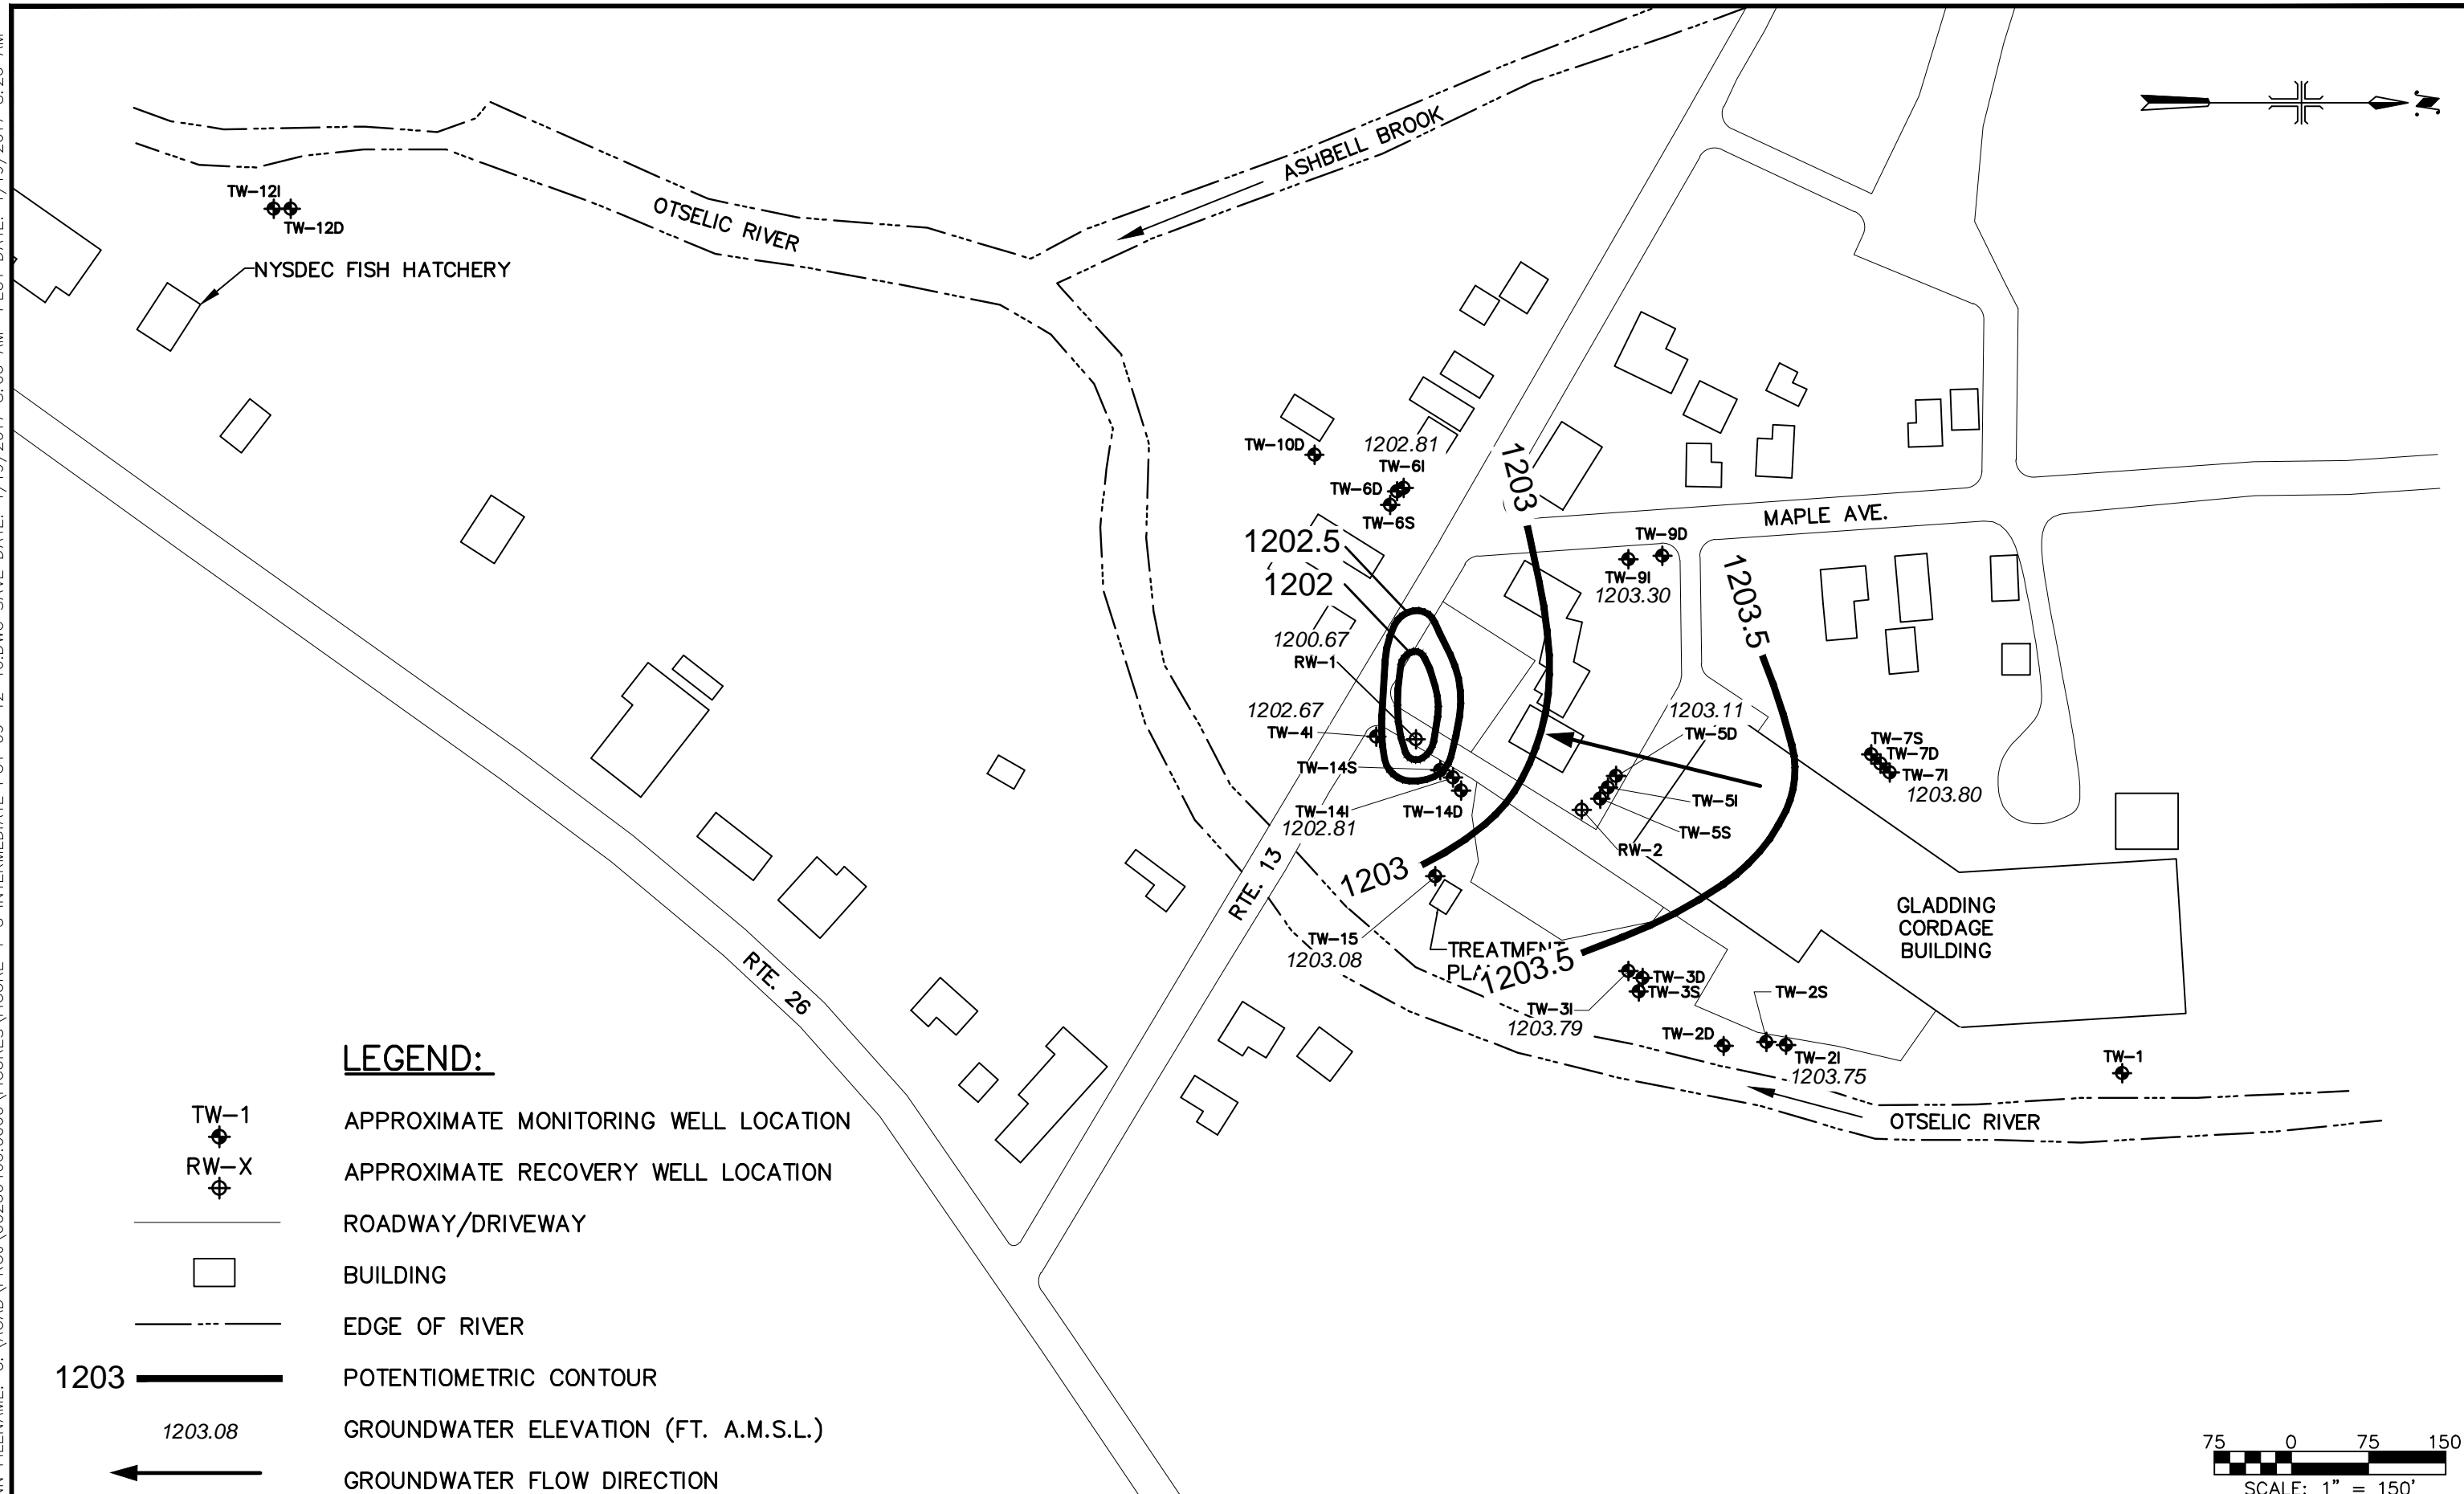 N
ASHBELL BROOK
TW-12I
TW-12D
OTSELIC RIVER
NYSDEC FISH HATCHERY
TW-10D
1202.81
TW-6I
TW-6D
TW-6S
1203
MAPLE AVE.
TW-9D
TW-9I
1203.30
1203.5
1202.5
1202
1200.67
RW-1
1202.67
TW-4I
TW-14S
TW-14I
1202.81
TW-14D
1203.11
TW-5D
TW-5I
TW-5S
RW-2
TW-7S
TW-7D
TW-7I
1203.80
RTE. 13
1203
TW-15
1203.08
TREATMENT
1203.5
GLADDING
CORDAGE
BUILDING
TW-3D
TW-3S
TW-3I
1203.79
TW-2S
TW-2D
TW-2I
1203.75
TW-1
OTSELIC RIVER
RTE. 26
LEGEND:
TW-1
APPROXIMATE MONITORING WELL LOCATION
RW-X
APPROXIMATE RECOVERY WELL LOCATION
ROADWAY/DRIVEWAY
BUILDING
EDGE OF RIVER
1203
POTENTIOMETRIC CONTOUR
1203.08
GROUNDWATER ELEVATION (FT. A.M.S.L.)
GROUNDWATER FLOW DIRECTION
75 0 75 150
SCALE: 1" = 150'